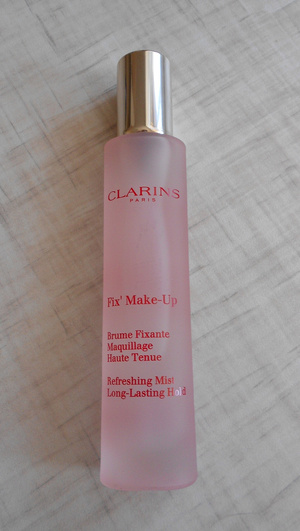 CLARINS
PARIS
Fix' Make-Up
Brume Fixante
Maquillage
Haute Tenue
Refreshing Mist
Long-Lasting Hold